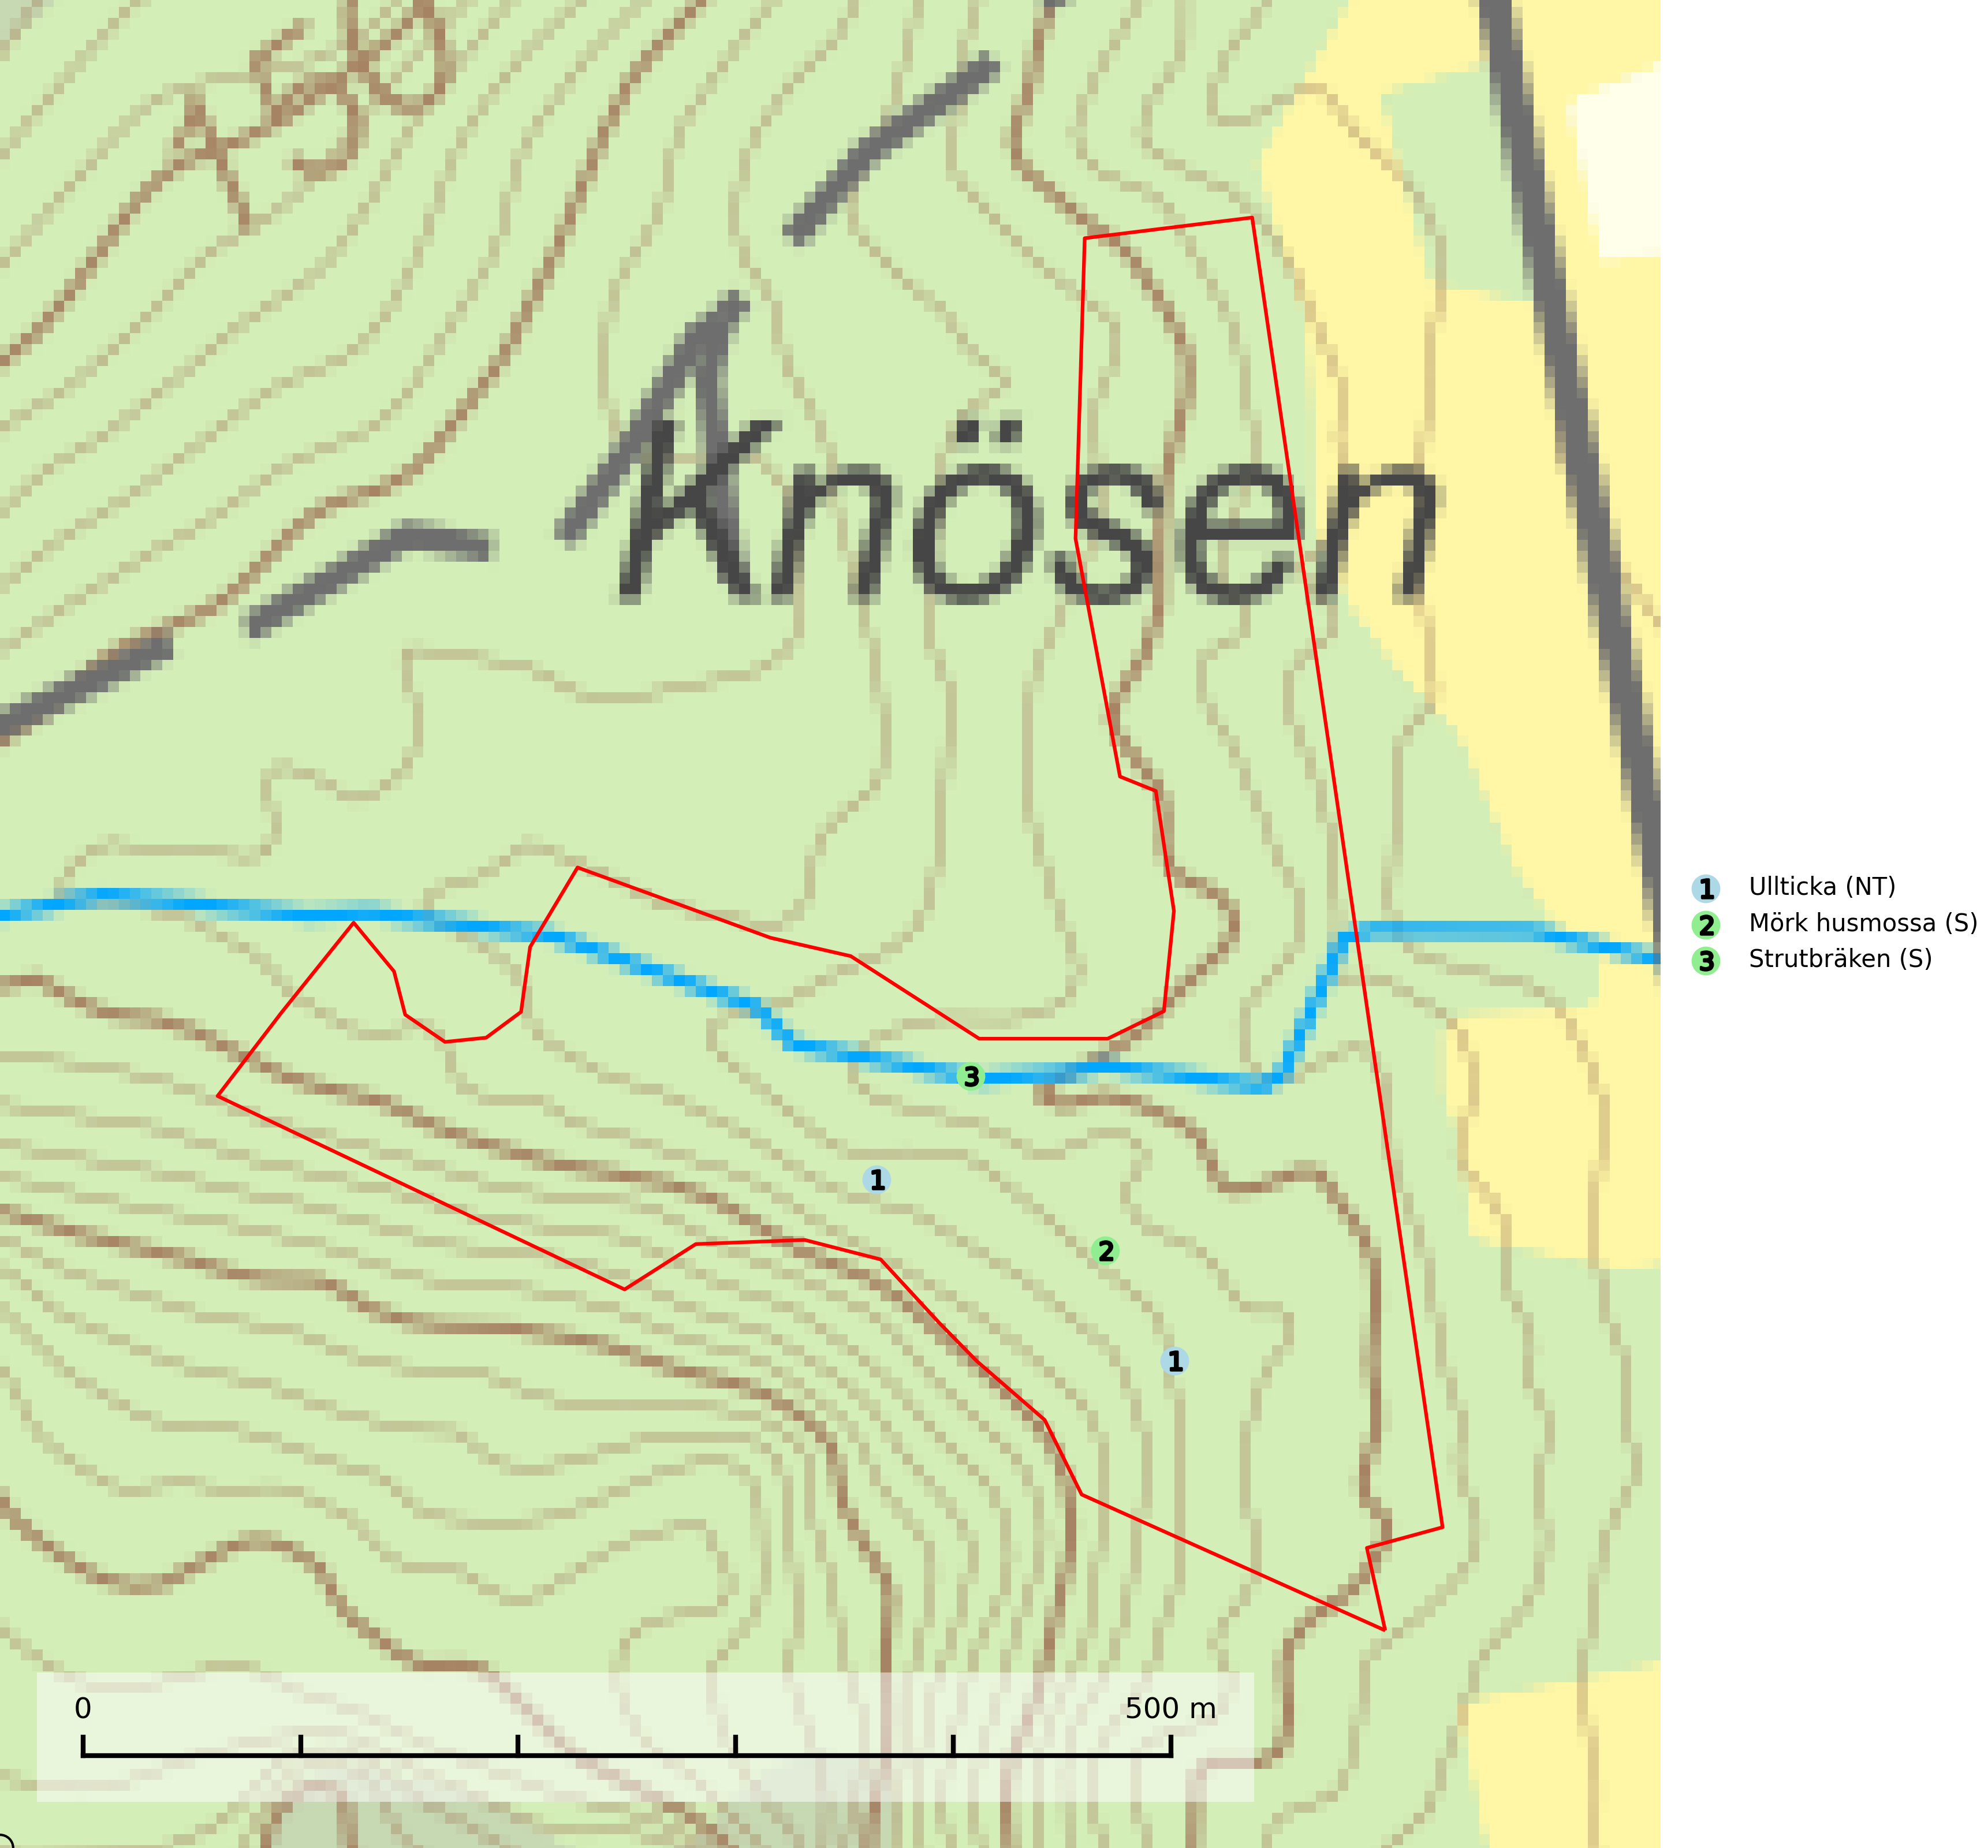 Knösen
1 Ullticka (NT)
2 Mörk husmossa (S)
3 Strutbräken (S)
3
1
2
1
0 500 m